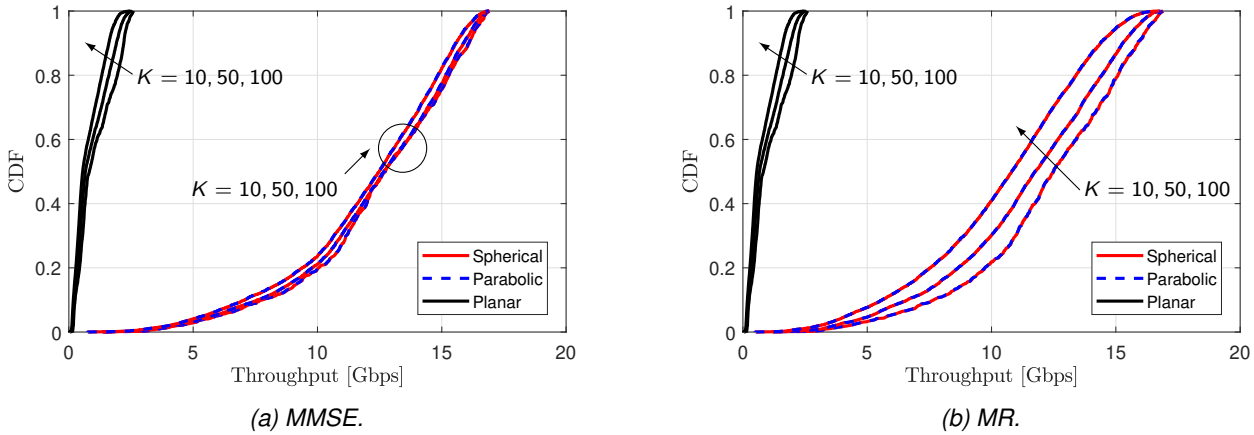 1
0.8
0.6
0.4
0.2
0
CDF
K = 10, 50, 100
K = 10, 50, 100
Spherical
Parabolic
Planar
0 5 10 15 20
Throughput [Gbps]
(a) MMSE.
1
0.8
0.6
0.4
0.2
0
CDF
K = 10, 50, 100
K = 10, 50, 100
Spherical
Parabolic
Planar
0 5 10 15 20
Throughput [Gbps]
(b) MR.